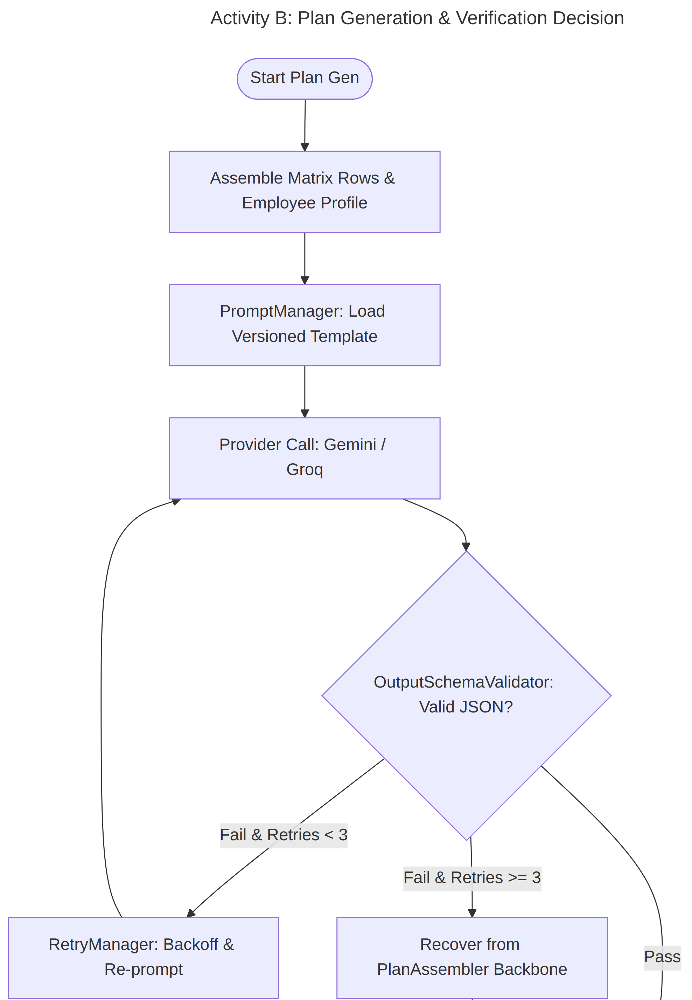 Activity B: Plan Generation & Verification Decision
Start Plan Gen
Assemble Matrix Rows &
Employee Profile
PromptManager: Load
Versioned Template
Provider Call: Gemini /
Groq
OutputSchemaValidator:
Valid JSON?
Fail & Retries < 3
Fail & Retries >= 3
RetryManager: Backoff &
Re-prompt
Recover from
PlanAssembler Backbone
Pass